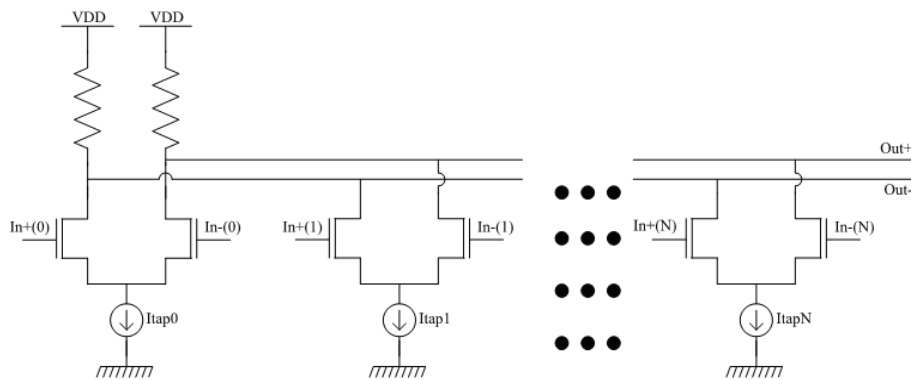 VDD VDD
Out+
Out-
In+(0) In-(0) In+(1) In-(1) In+(N) In-(N)
Itap0 Itap1 ItapN